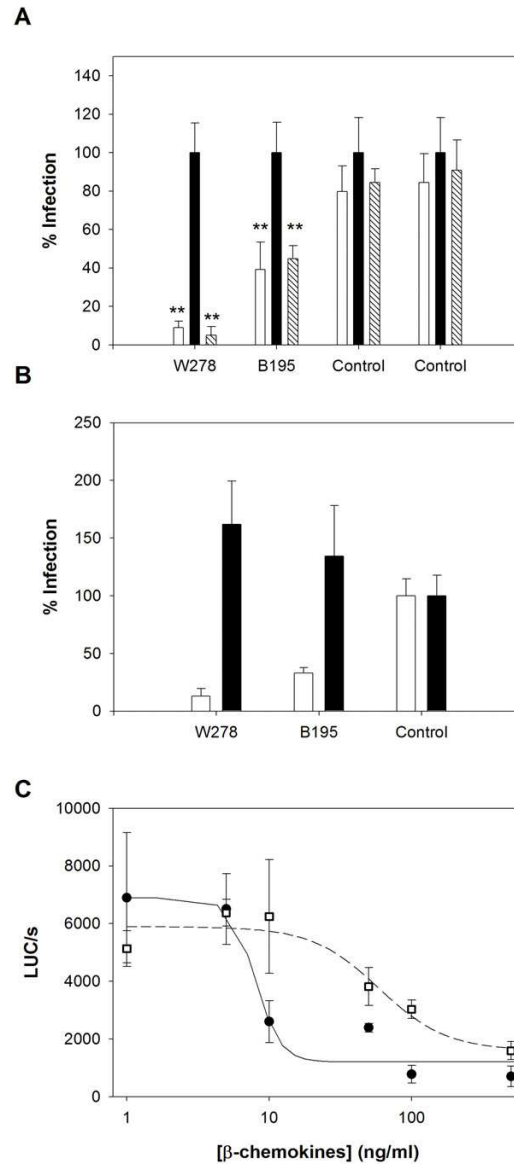 A
140
120
100
80
60
40
20
0
% Infection
** ** ** **
W278 B195 Control Control
B
250
200
150
100
50
0
% Infection
W278 B195 Control
C
10000
8000
6000
4000
2000
0
LUC/s
1 10 100
[β-chemokines] (ng/ml)